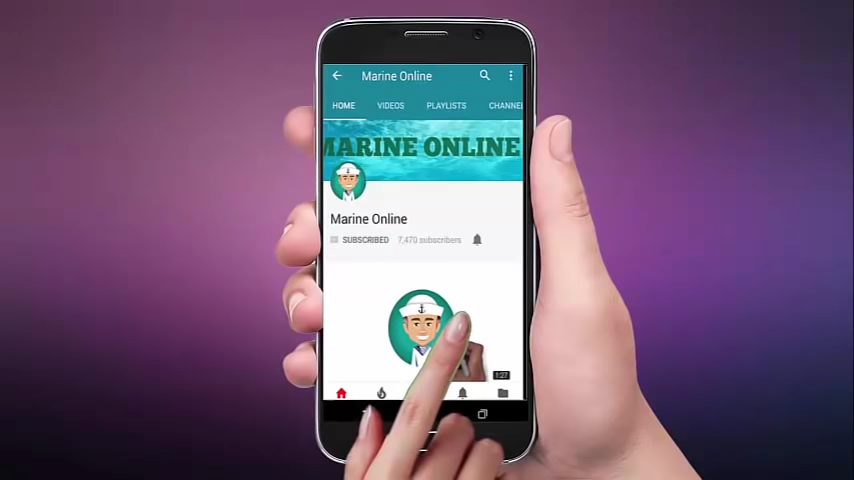 Marine Online
HOME VIDEOS PLAYLISTS CHANNEL
MARINE ONLINE
Marine Online
SUBSCRIBED 7,470 subscribers
1:27